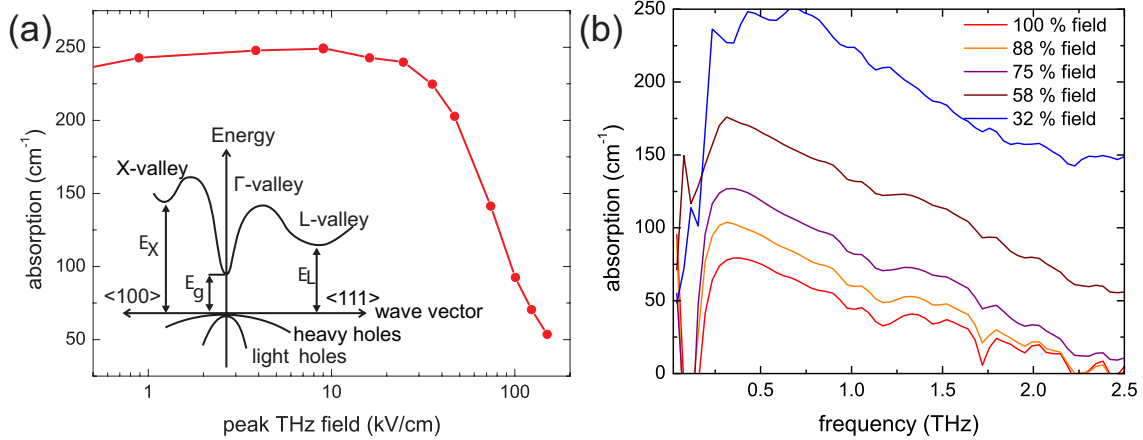 (a)
250
200
150
100
50
absorption (cm⁻¹)
1
10
100
peak THz field (kV/cm)
Energy
X-valley
Γ-valley
L-valley
E_X
E_g
E_L
<100>
<111>
wave vector
heavy holes
light holes
(b)
250
200
150
100
50
0
absorption (cm⁻¹)
0.5
1.0
1.5
2.0
2.5
frequency (THz)
100 % field
88 % field
75 % field
58 % field
32 % field